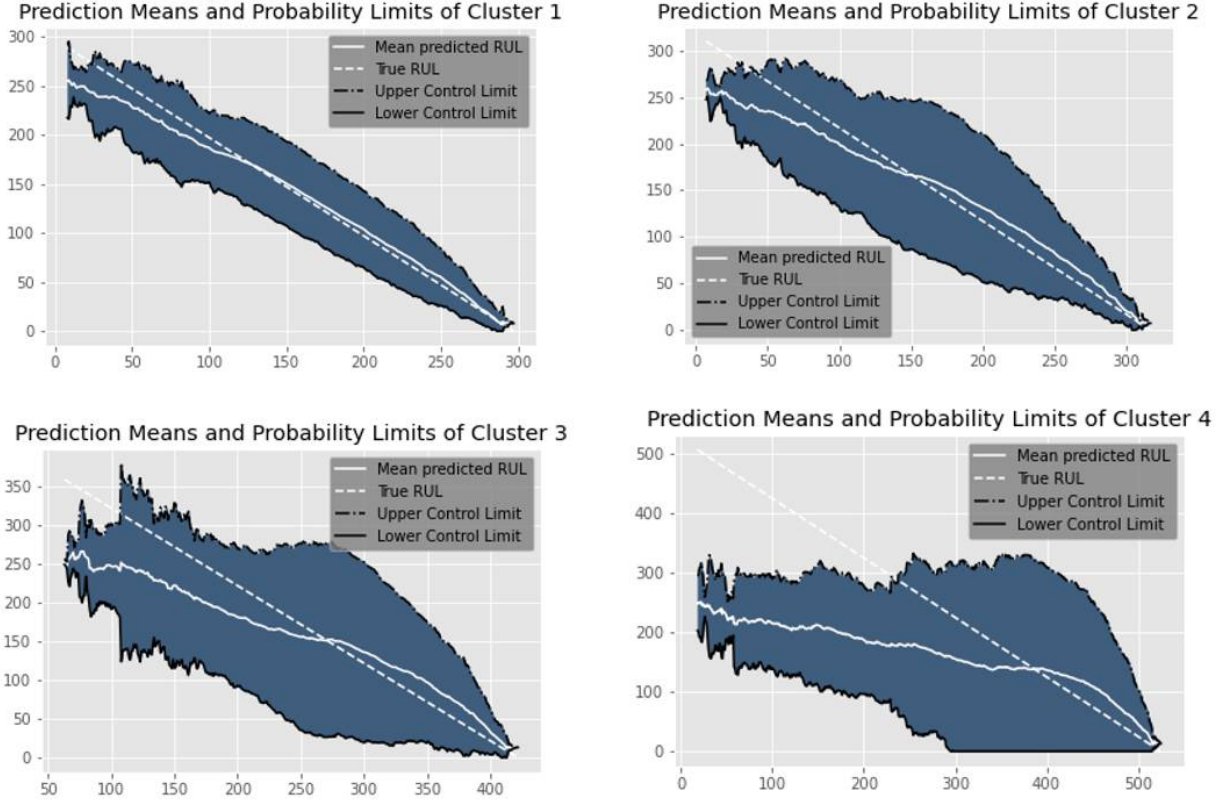 Prediction Means and Probability Limits of Cluster 1
300
250
200
150
100
50
0
0 50 100 150 200 250 300
Mean predicted RUL
True RUL
Upper Control Limit
Lower Control Limit
Prediction Means and Probability Limits of Cluster 2
300
250
200
150
100
50
0
0 50 100 150 200 250 300
Mean predicted RUL
True RUL
Upper Control Limit
Lower Control Limit
Prediction Means and Probability Limits of Cluster 3
350
300
250
200
150
100
50
0
50 100 150 200 250 300 350 400
Mean predicted RUL
True RUL
Upper Control Limit
Lower Control Limit
Prediction Means and Probability Limits of Cluster 4
500
400
300
200
100
0
0 100 200 300 400 500
Mean predicted RUL
True RUL
Upper Control Limit
Lower Control Limit